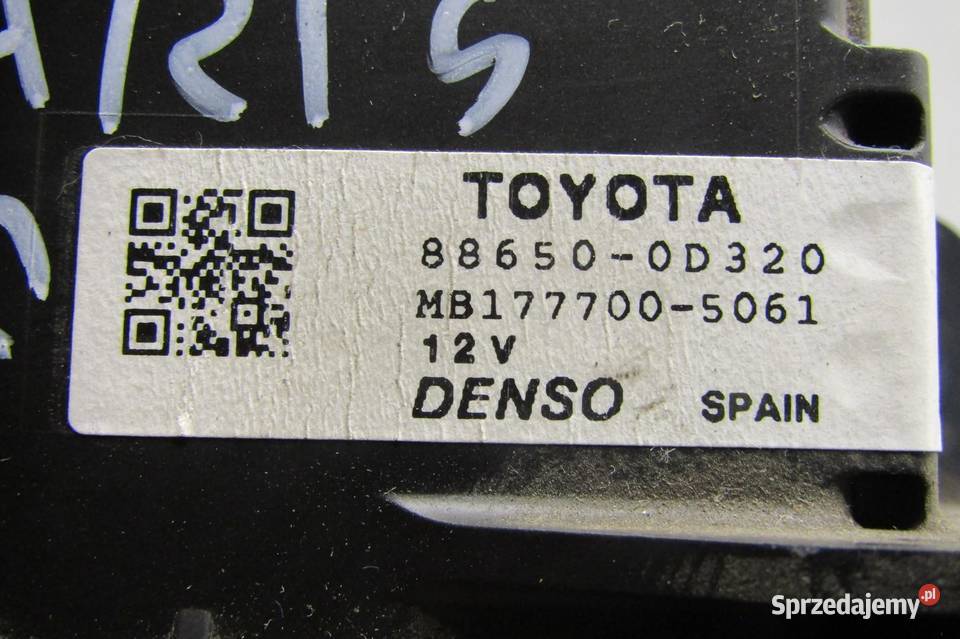 ARIS
TOYOTA
88650-0D320
MB177700-5061
12V
DENSO SPAIN
Sprzedajemy.pl